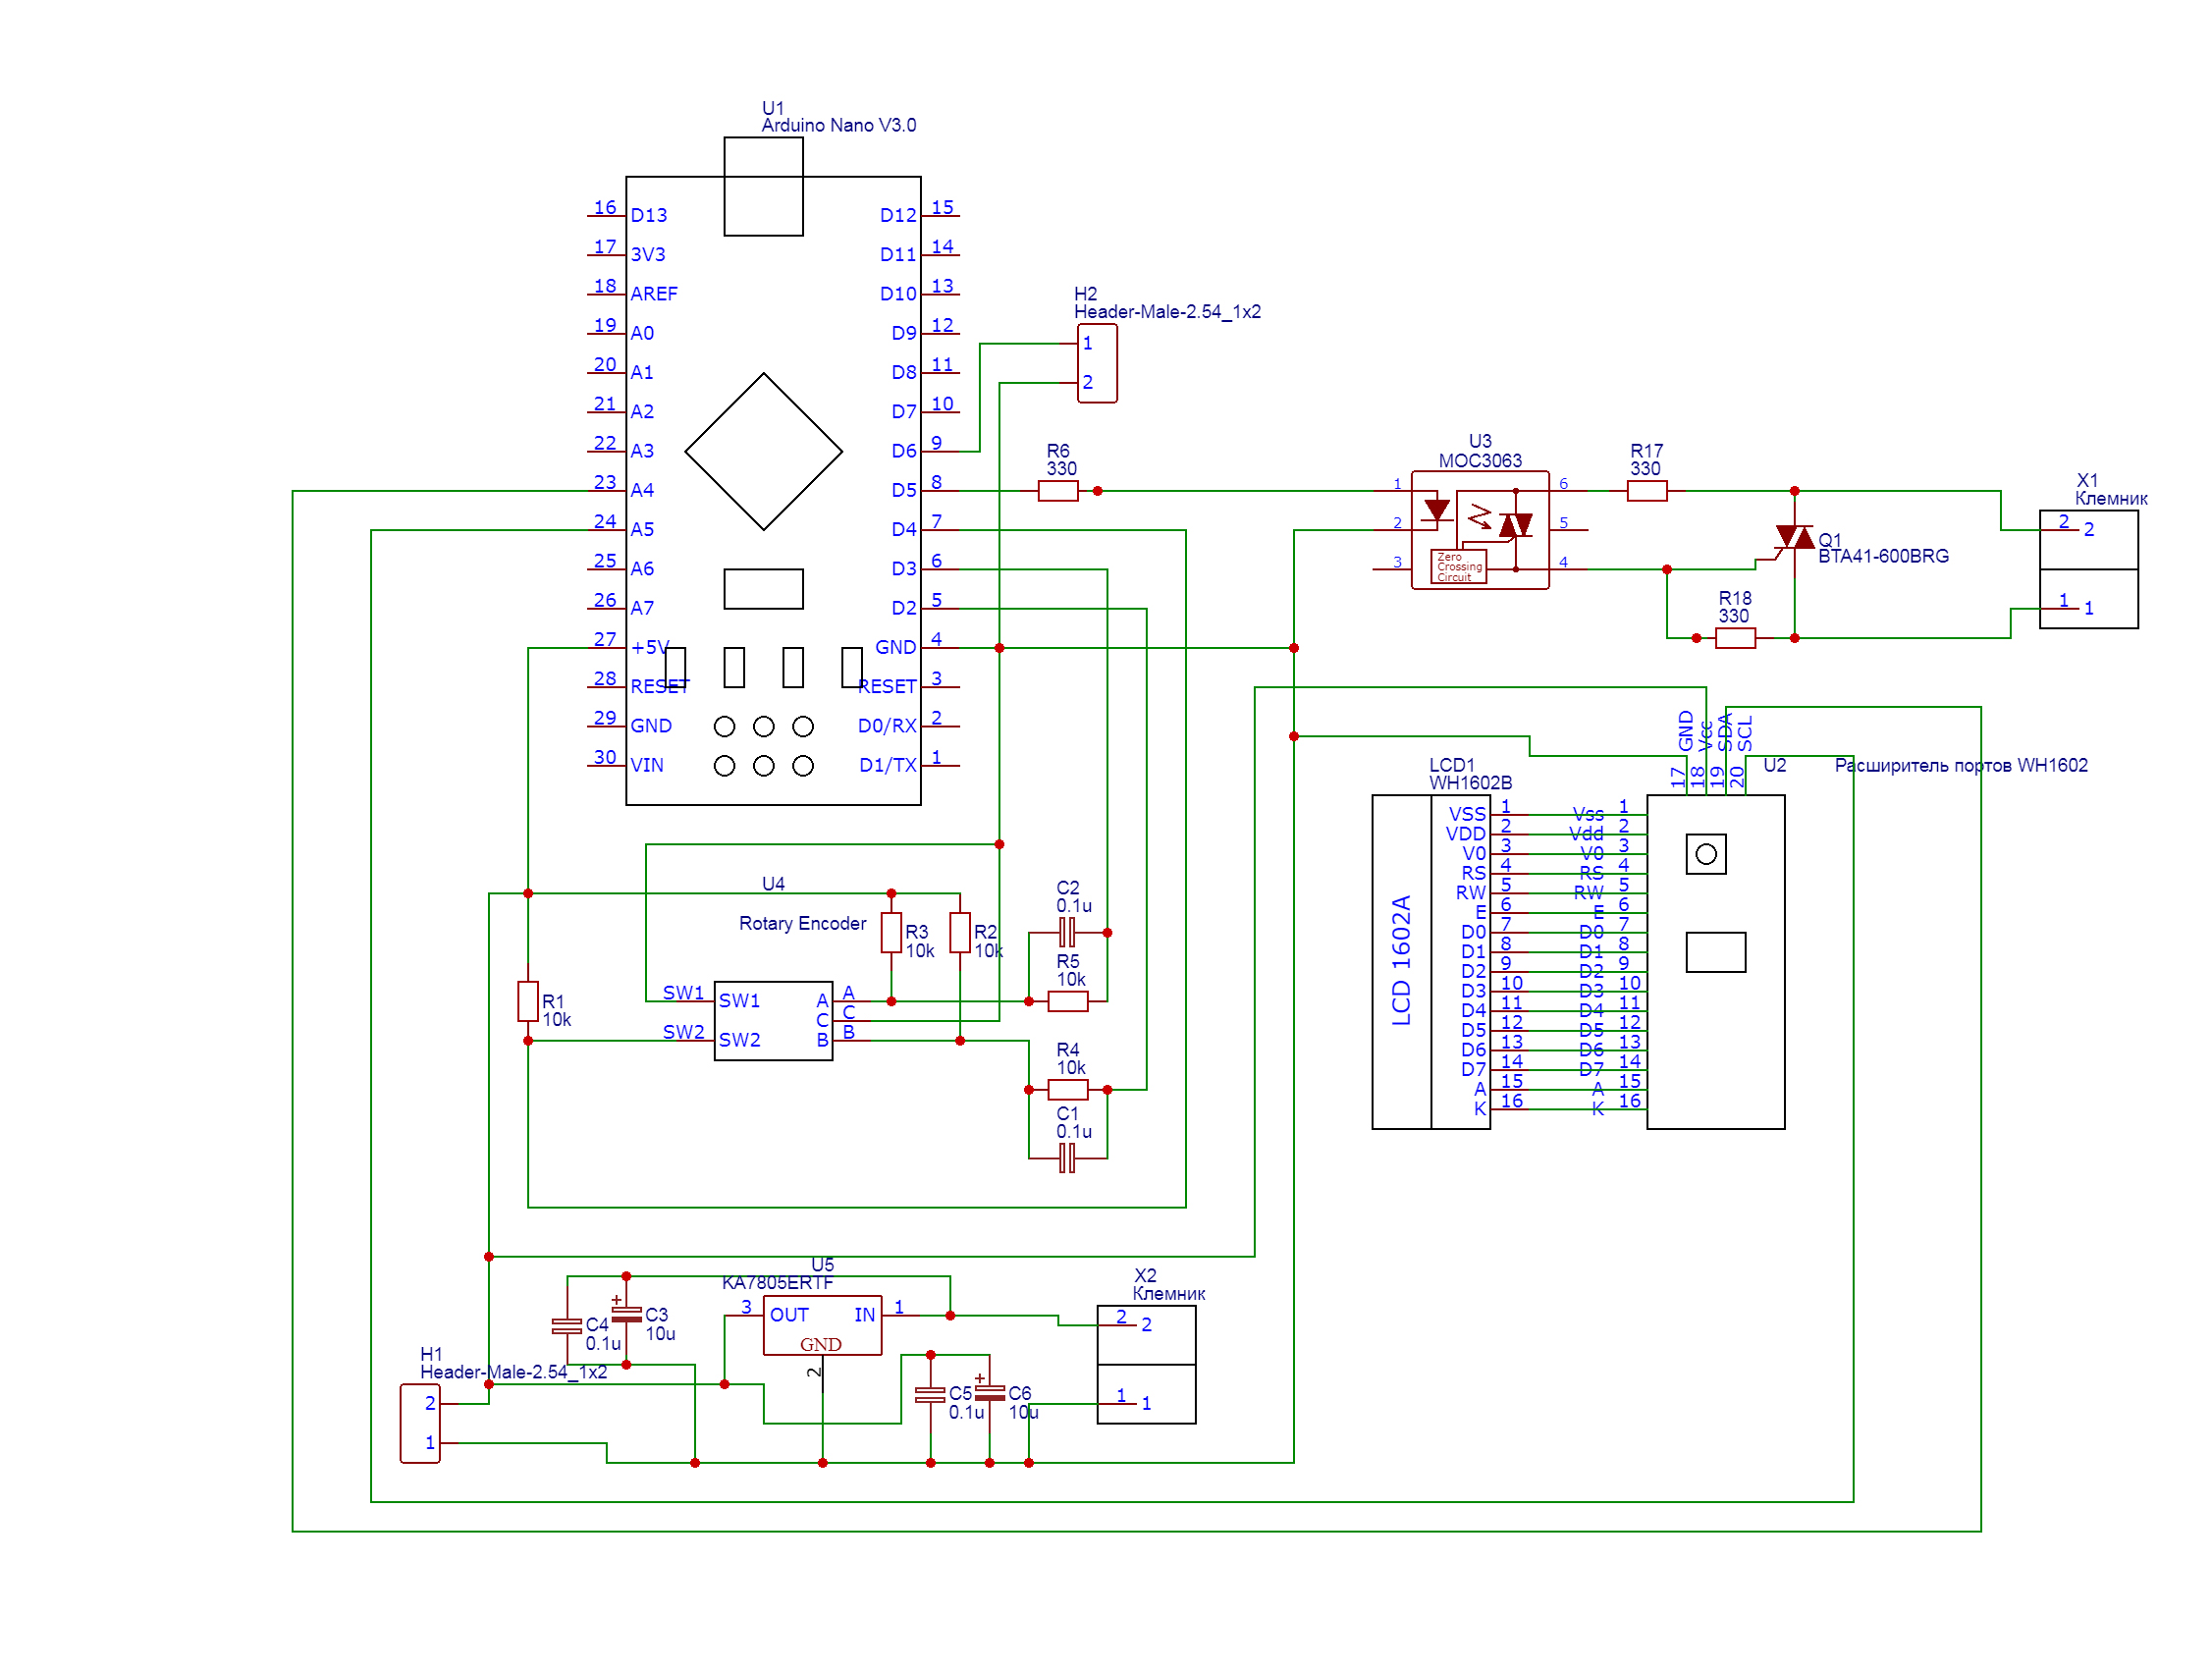 U1
Arduino Nano V3.0
16 D13 D12 15
17 3V3 D11 14
18 AREF D10 13
19 A0 D9 12
20 A1 D8 11
21 A2 D7 10
22 A3 D6 9
23 A4 D5 8
24 A5 D4 7
25 A6 D3 6
26 A7 D2 5
27 +5V GND 4
28 RESET RESET 3
29 GND D0/RX 2
30 VIN D1/TX 1
H2
Header-Male-2.54_1x2
1
2
R6
330
U3
MOC3063
1 6
2 5
3 4
Zero
Crossing
Circuit
R17
330
Q1
BTA41-600BRG
R18
330
X1
Клемник
2 2
1 1
GND
Vcc
SDA
SCL
17
18
19
20
U2
Расширитель портов WH1602
LCD1
WH1602B
LCD 1602A
VSS 1 Vss 1
VDD 2 Vdd 2
V0 3 V0 3
RS 4 RS 4
RW 5 RW 5
E 6 E 6
D0 7 D0 7
D1 8 D1 8
D2 9 D2 9
D3 10 D3 10
D4 11 D4 11
D5 12 D5 12
D6 13 D6 13
D7 14 D7 14
A 15 A 15
K 16 K 16
U4
Rotary Encoder
R3
10k
R2
10k
C2
0.1u
R5
10k
R1
10k
SW1 SW1 A A
C C
SW2 SW2 B B
R4
10k
C1
0.1u
U5
KA7805ERTF
3 OUT IN 1
GND
2
C4
0.1u
C3
10u
+
X2
Клемник
2 2
1 1
H1
Header-Male-2.54_1x2
2
1
C5
0.1u
C6
10u
+